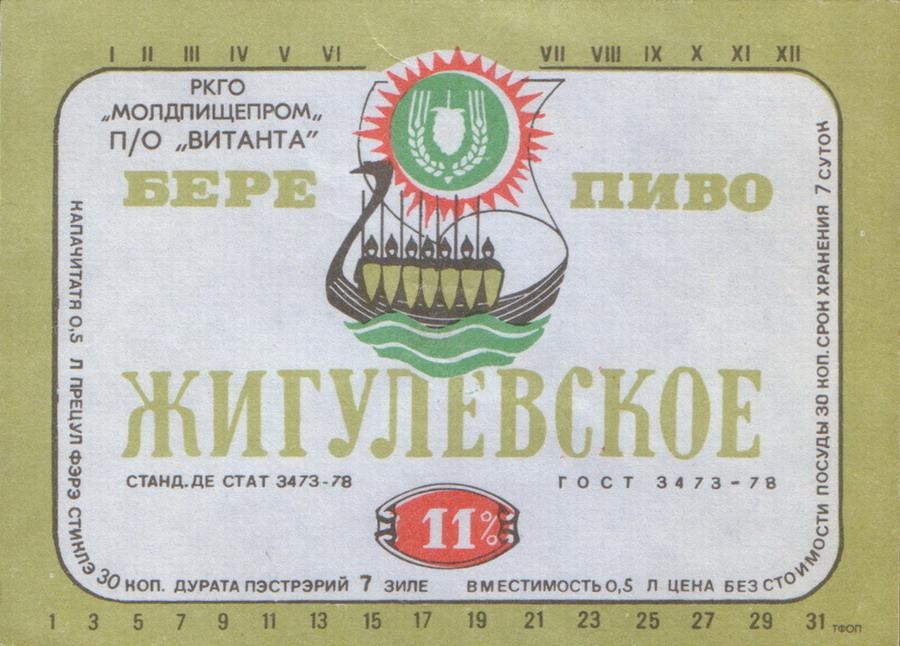 I II III IV V VI VII VIII IX X XI XII
РКГО
„МОЛДПИЩЕПРОМ„
П/О „ВИТАНТА”
БЕРЕ ПИВО
ЖИГУЛЕВСКОЕ
СТАНД. ДЕ СТАТ 3473-78 ГОСТ 3473-78
11%
КАПАЧИТАТЯ 0,5 Л ПРЕЦУЛ ФЭРЭ СТИКЛЭ 30 КОП. ДУРАТА ПЭСТРЭРИЙ 7 ЗИЛЕ
ВМЕСТИМОСТЬ 0,5 Л ЦЕНА БЕЗ СТОИМОСТИ ПОСУДЫ 30 КОП. СРОК ХРАНЕНИЯ 7 СУТОК
1 3 5 7 9 11 13 15 17 19 21 23 25 27 29 31 ТФОП